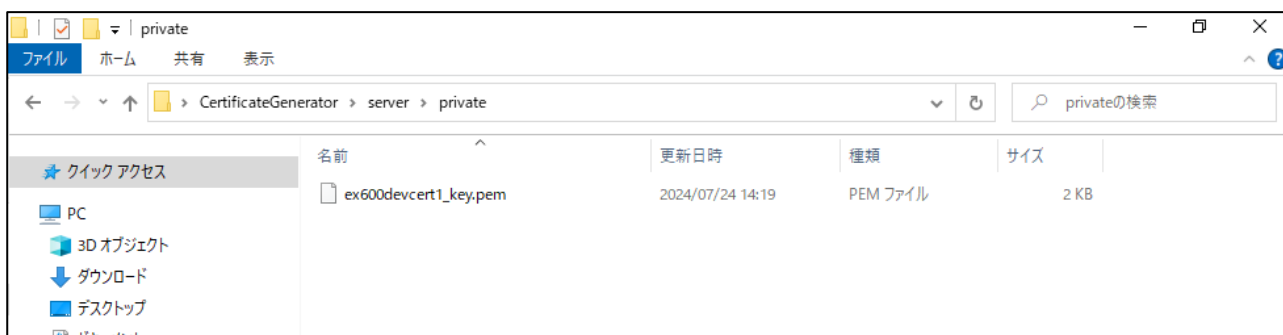 private
ファイル ホーム 共有 表示
CertificateGenerator › server › private
privateの検索
名前 更新日時 種類 サイズ
クイック アクセス
ex600devcert1_key.pem 2024/07/24 14:19 PEM ファイル 2 KB
PC
3D オブジェクト
ダウンロード
デスクトップ